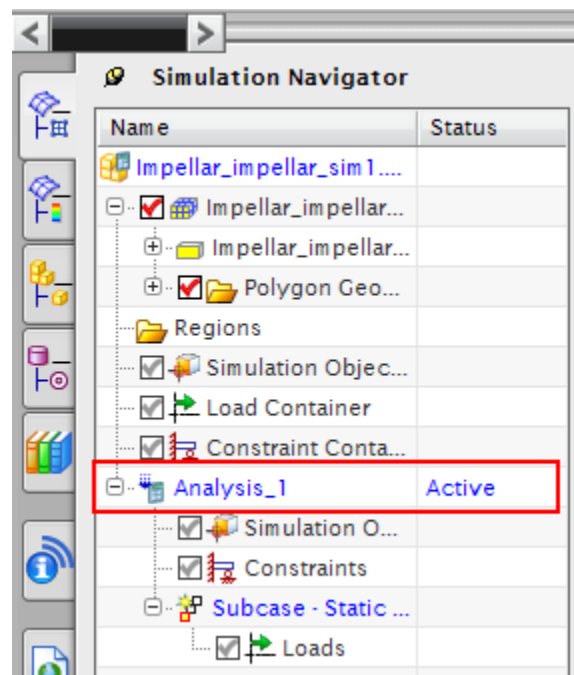 Simulation Navigator
Name Status
Impellar_impellar_sim1....
Impellar_impellar...
Impellar_impellar...
Polygon Geo...
Regions
Simulation Objec...
Load Container
Constraint Conta...
Analysis_1 Active
Simulation O...
Constraints
Subcase - Static ...
Loads